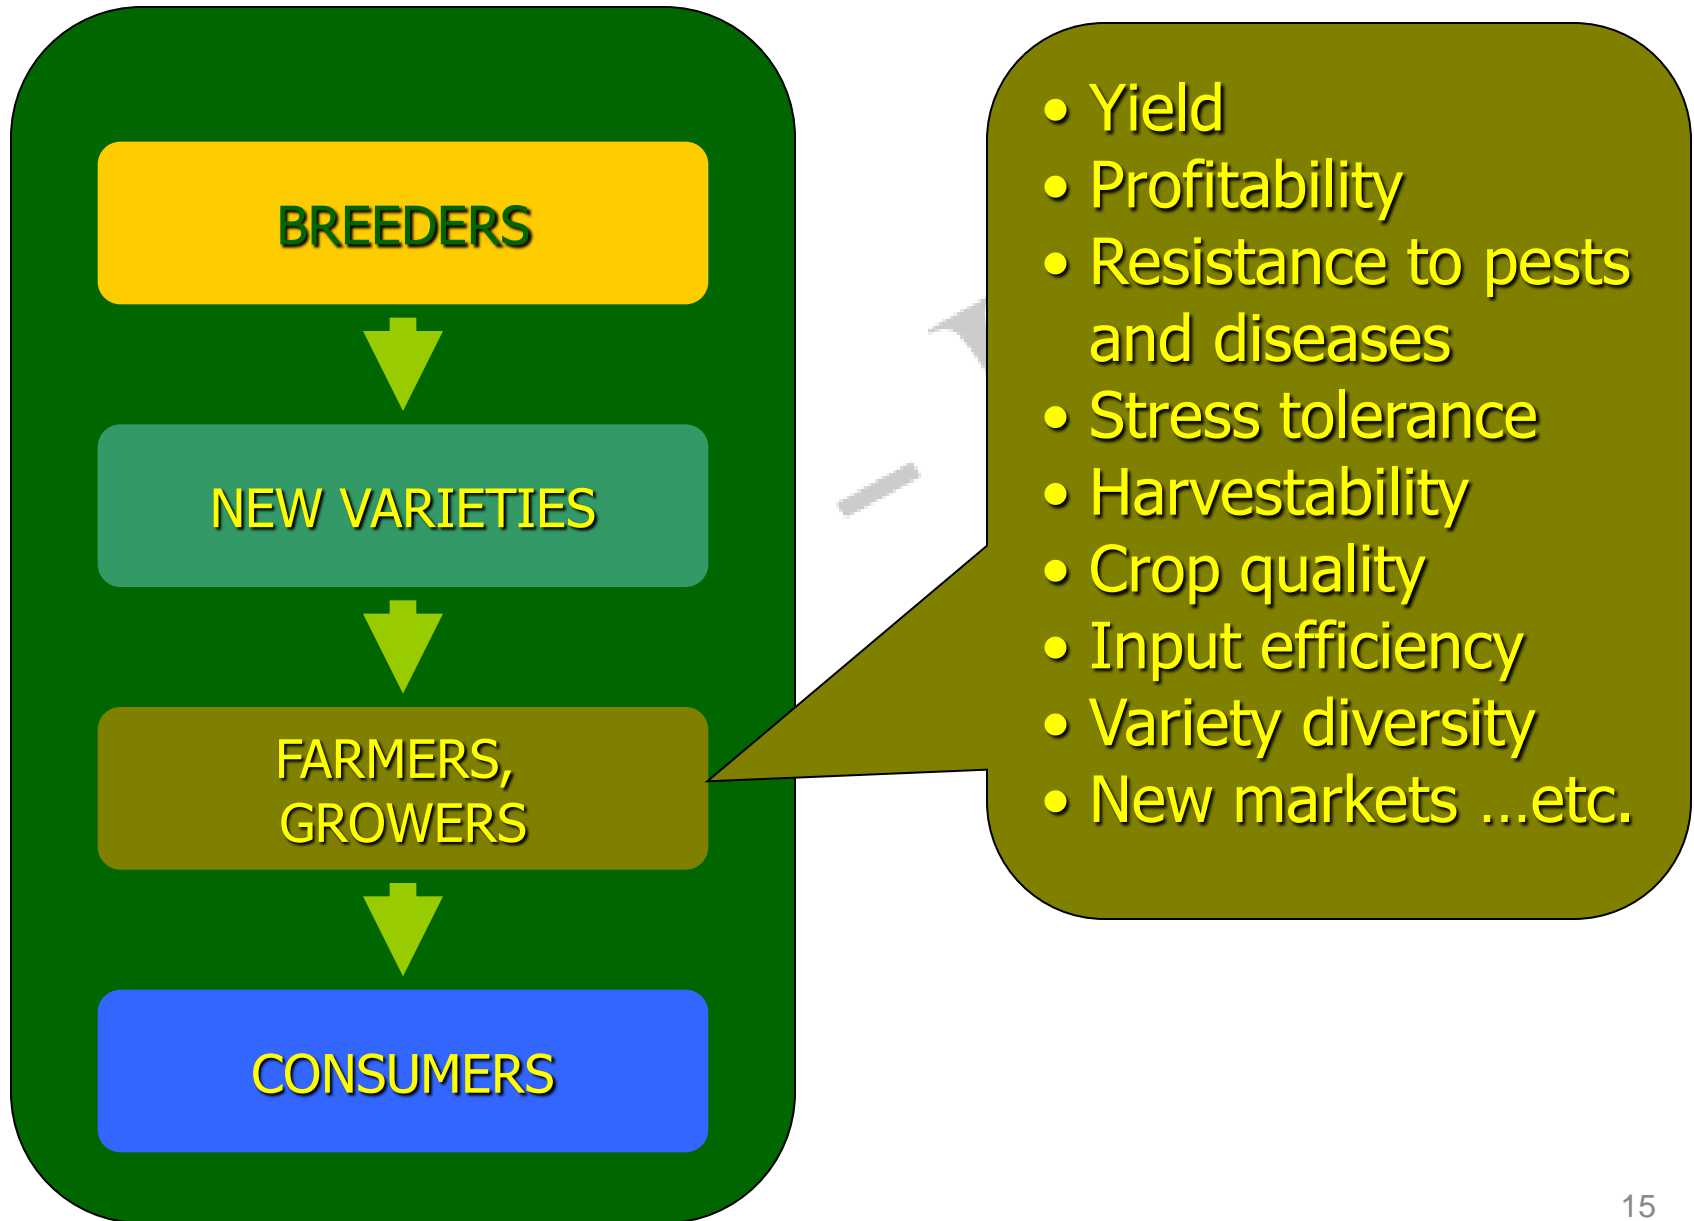 BREEDERS
NEW VARIETIES
FARMERS,
GROWERS
CONSUMERS
• Yield
• Profitability
• Resistance to pests
and diseases
• Stress tolerance
• Harvestability
• Crop quality
• Input efficiency
• Variety diversity
• New markets ...etc.
15